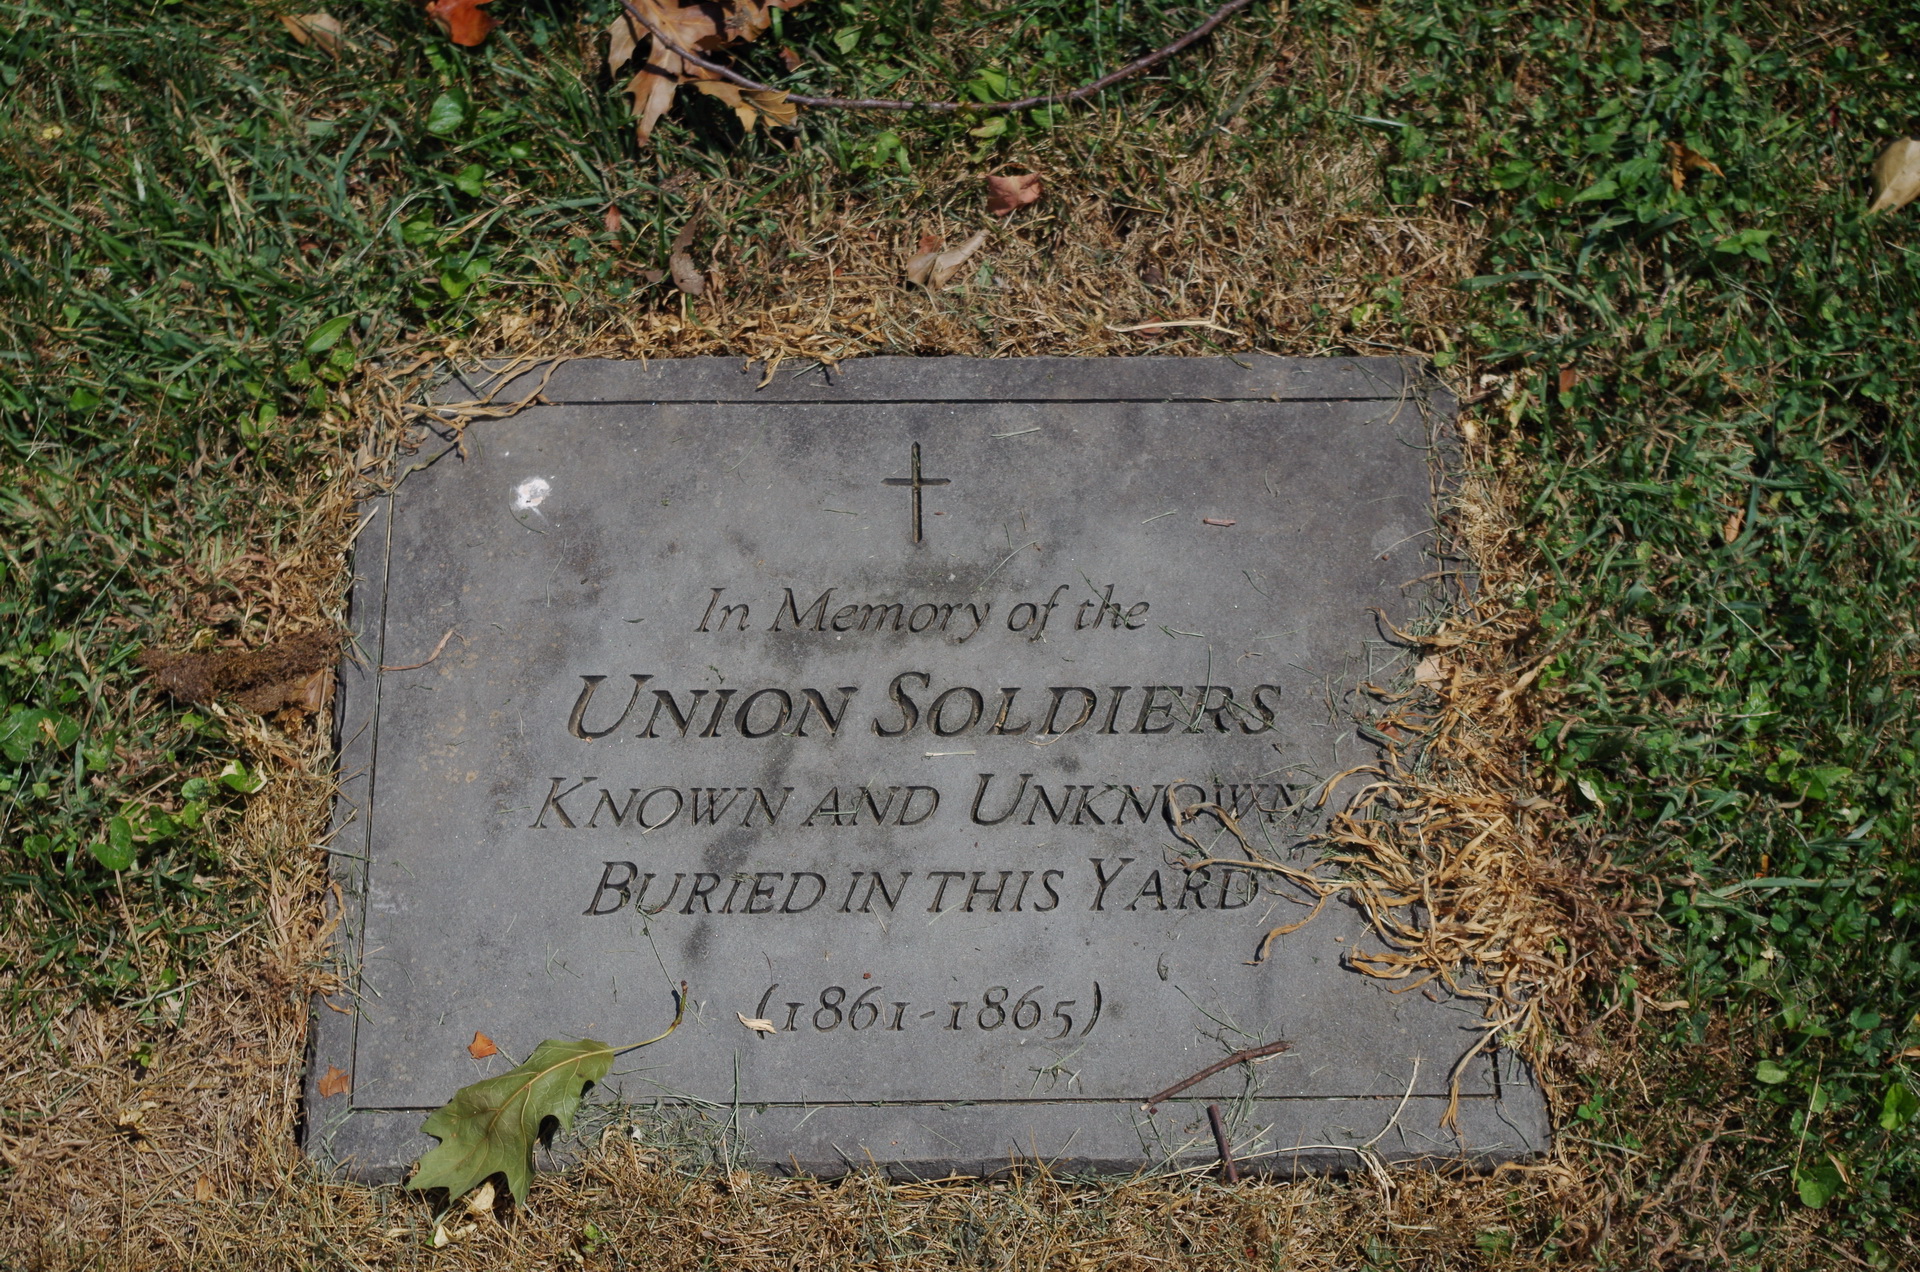 In Memory of the
UNION SOLDIERS
KNOWN AND UNKNOWN
BURIED IN THIS YARD
(1861-1865)